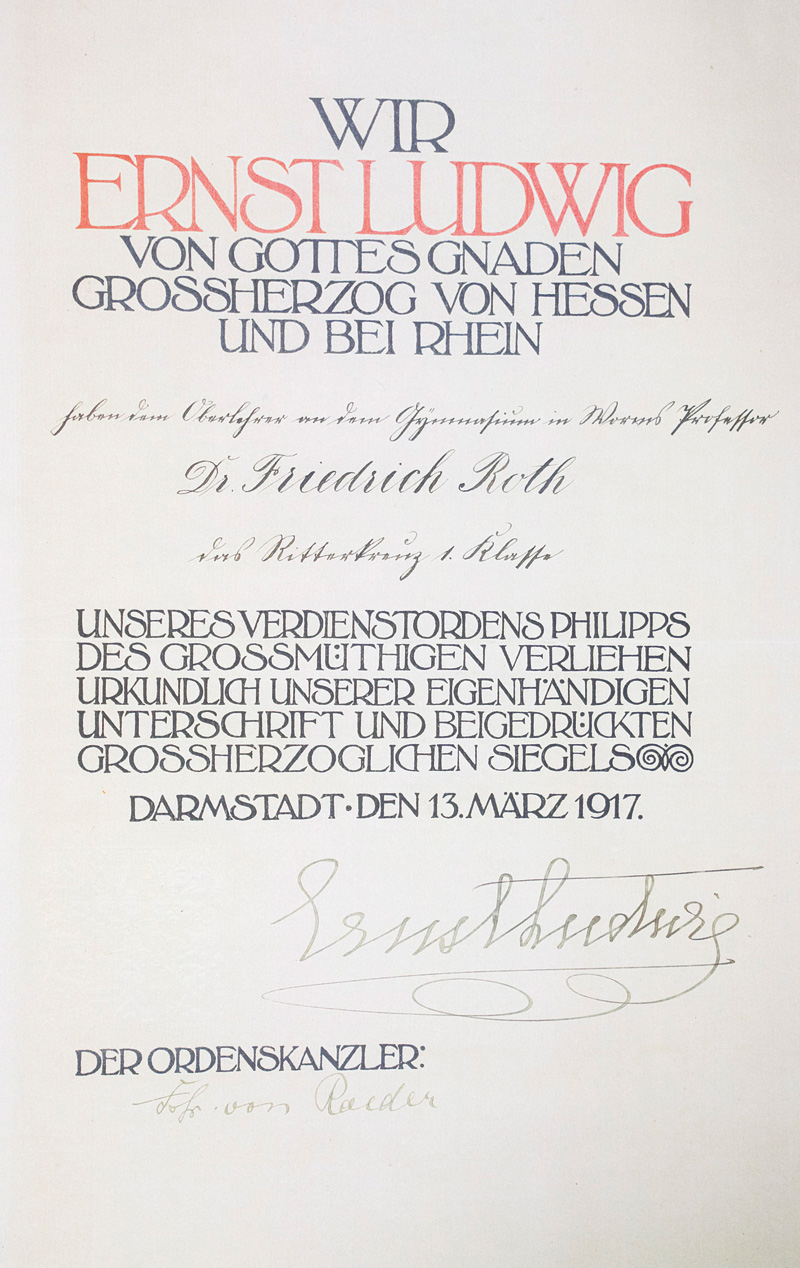 WIR
ERNST LUDWIG
VON GOTTES GNADEN
GROSSHERZOG VON HESSEN
UND BEI RHEIN
haben dem Oberlehrer an dem Gymnasium in Worms Professor
Dr. Friedrich Roth
das Ritterkreuz 1. Klasse
UNSERES VERDIENSTORDENS PHILIPPS
DES GROSSMÜTHIGEN VERLIEHEN
URKUNDLICH UNSERER EIGENHÄNDIGEN
UNTERSCHRIFT UND BEIGEDRÜCKTEN
GROSSHERZOGLICHEN SIEGELS
DARMSTADT · DEN 13. MÄRZ 1917.
Ernst Ludwig
DER ORDENSKANZLER:
Frhr. von Roeder